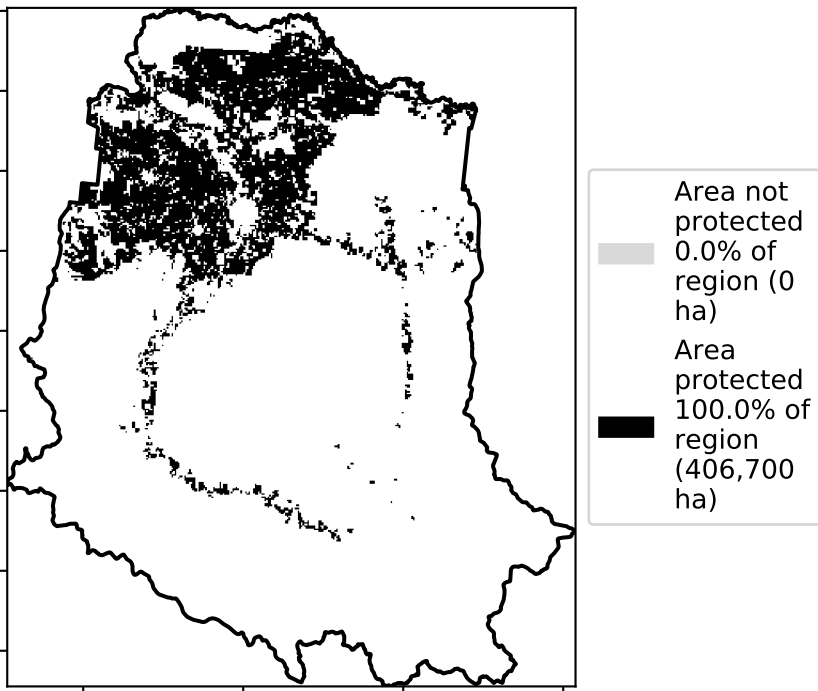 Area not
protected
0.0% of
region (0
ha)
Area
protected
100.0% of
region
(406,700
ha)